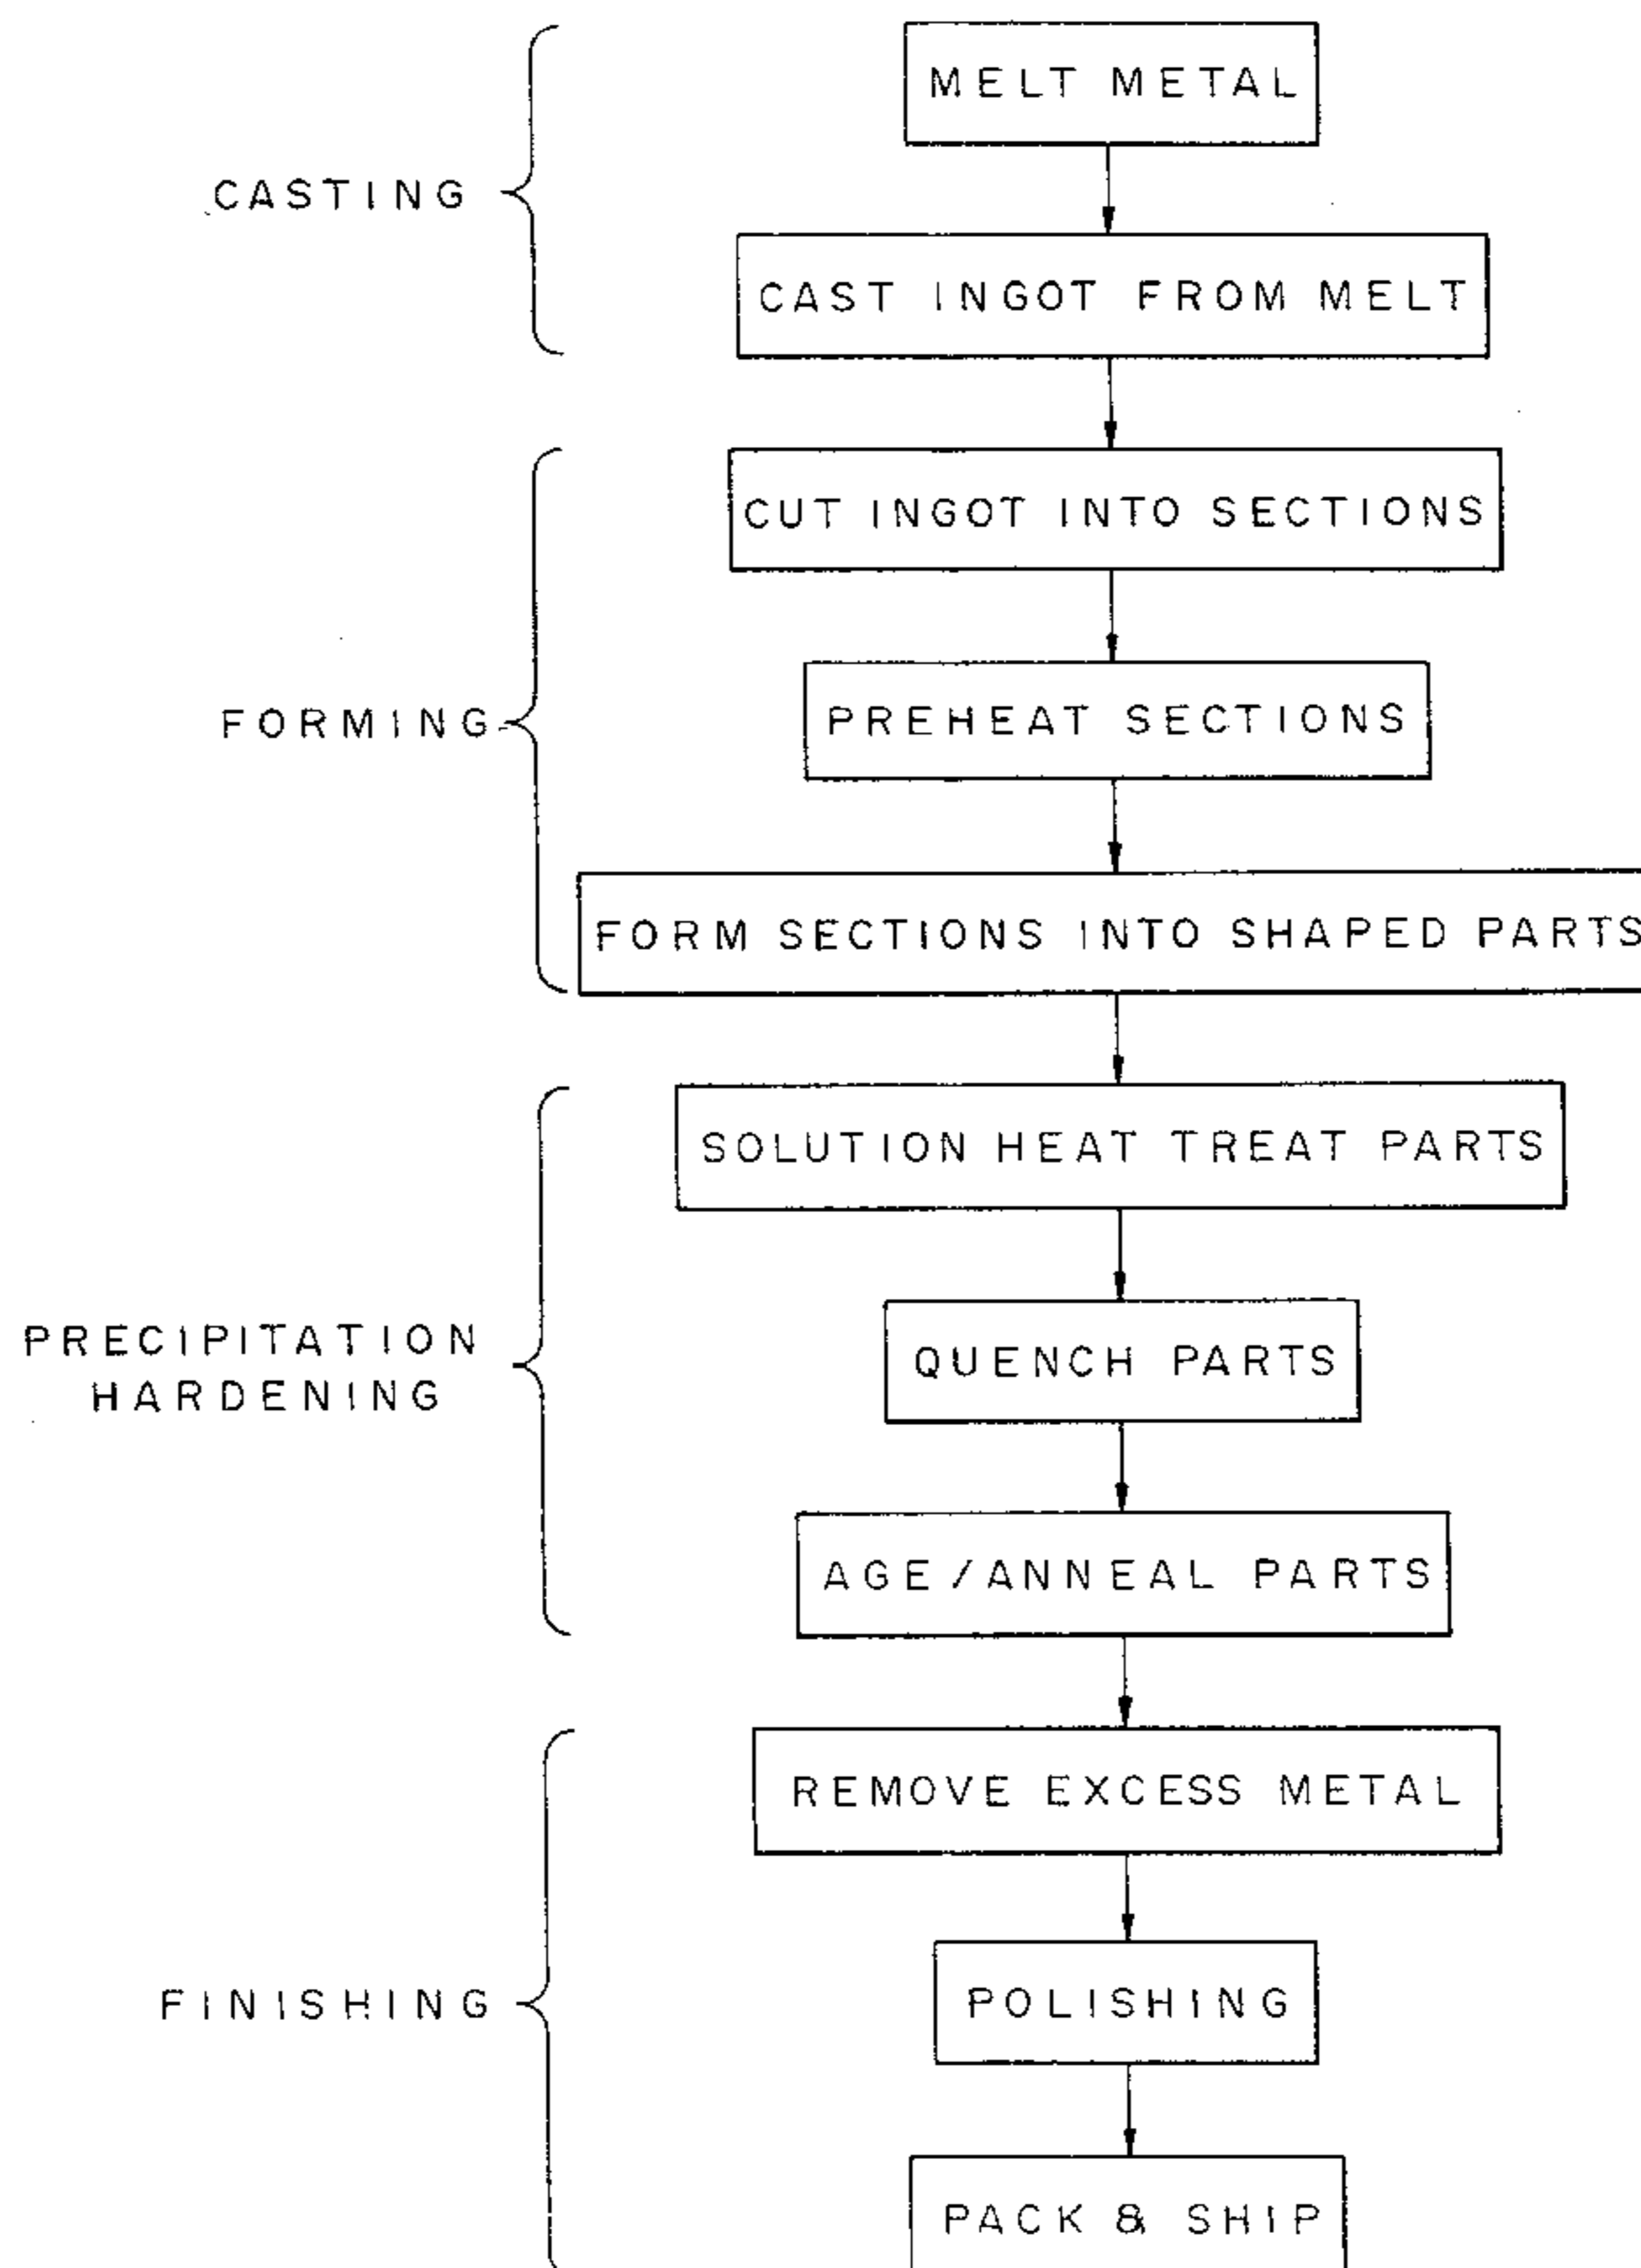 MELT METAL
CASTING
CAST INGOT FROM MELT
CUT INGOT INTO SECTIONS
PREHEAT SECTIONS
FORMING
FORM SECTIONS INTO SHAPED PARTS
SOLUTION HEAT TREAT PARTS
PRECIPITATION
HARDENING
QUENCH PARTS
AGE/ANNEAL PARTS
REMOVE EXCESS METAL
FINISHING
POLISHING
PACK & SHIP